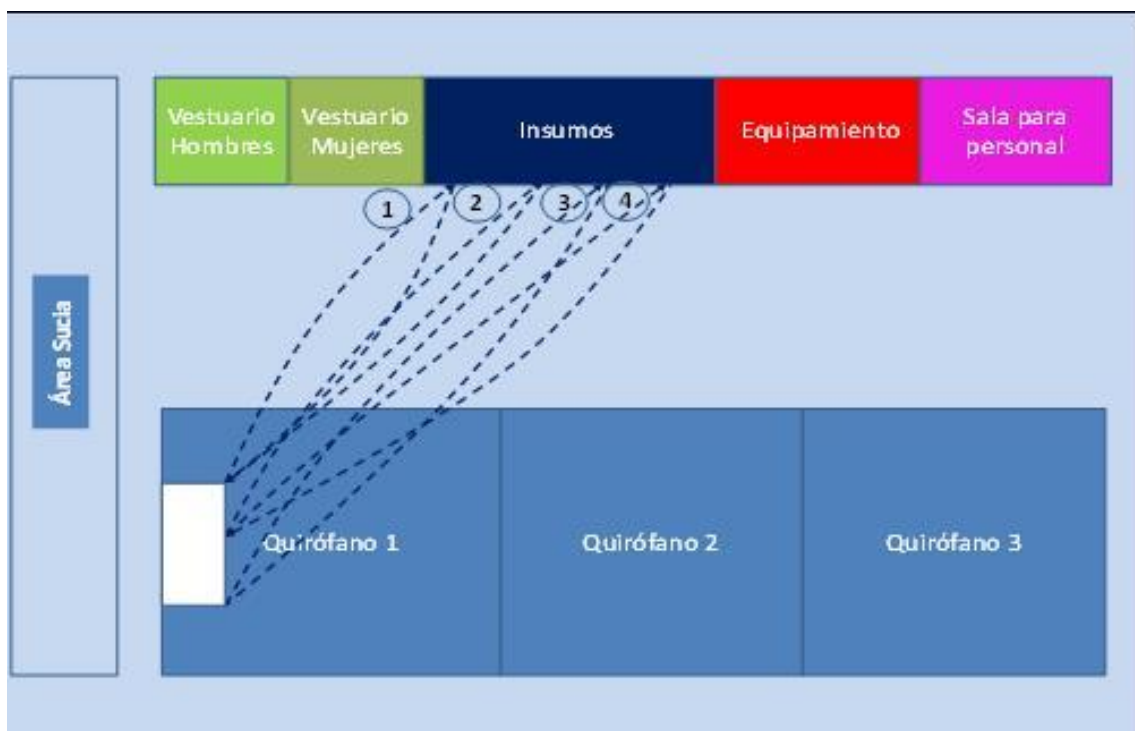 Vestuario
Hombres
Vestuario
Mujeres
Insumos
Equipamiento
Sala para
personal
1
2
3
4
Área Sucia
Quirófano 1
Quirófano 2
Quirófano 3